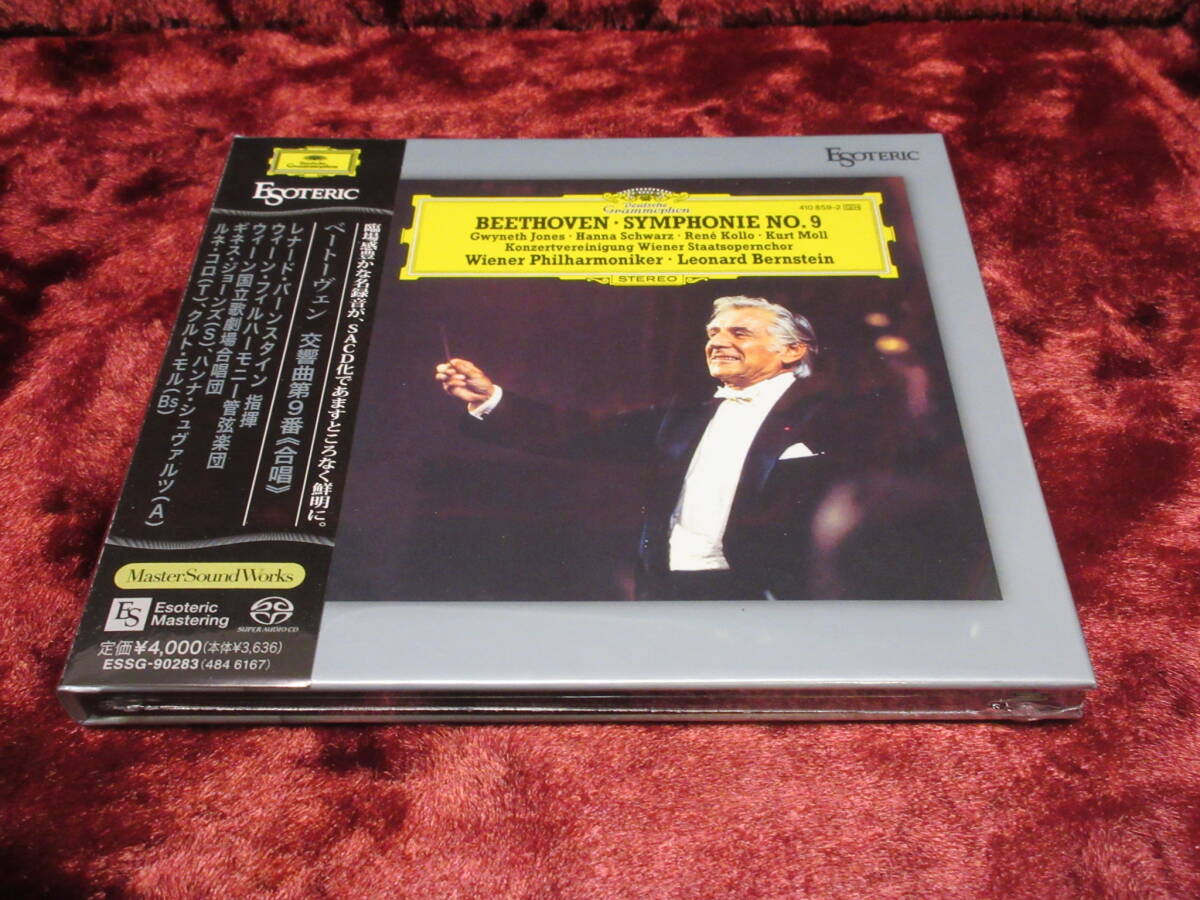 Deutsche
Grammophon
ESOTERIC
臨場感豊かな名録音が、SACD化であますところなく鮮明に。
ベートーヴェン 交響曲第9番《合唱》
レナード・バーンスタイン 指揮
ウィーン・フィルハーモニー管弦楽団
ウィーン国立歌劇場合唱団
ギネス・ジョーンズ(S)、ハンナ・シュヴァルツ(A)
ルネ・コロ(T)、クルト・モル(Bs)
MasterSoundWorks
ES Esoteric
Mastering
SUPER AUDIO CD
定価¥4,000(本体¥3,636)
ESSG-90283(484 6167)
ESOTERIC
Deutsche
Grammophon
410 859-2
BEETHOVEN · SYMPHONIE NO. 9
Gwyneth Jones · Hanna Schwarz · René Kollo · Kurt Moll
Konzertvereinigung Wiener Staatsopernchor
Wiener Philharmoniker · Leonard Bernstein
STEREO